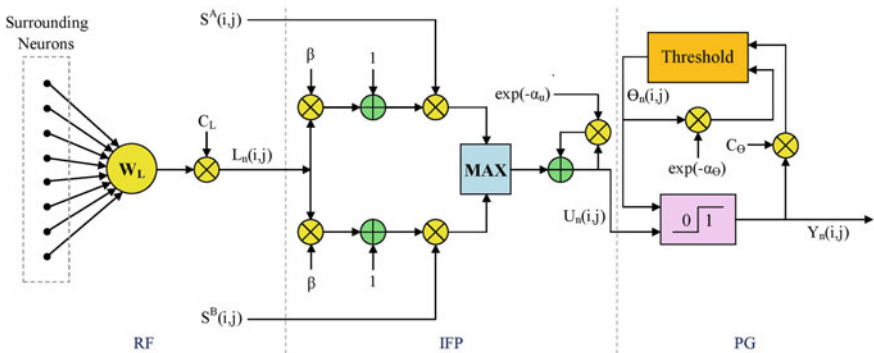 Surrounding
Neurons
W_L
C_L
L_n(i,j)
RF
S^A(i,j)
β
1
β
1
S^B(i,j)
MAX
exp(-α_u)
U_n(i,j)
IFP
Threshold
Θ_n(i,j)
exp(-α_Θ)
C_Θ
0
1
Y_n(i,j)
PG